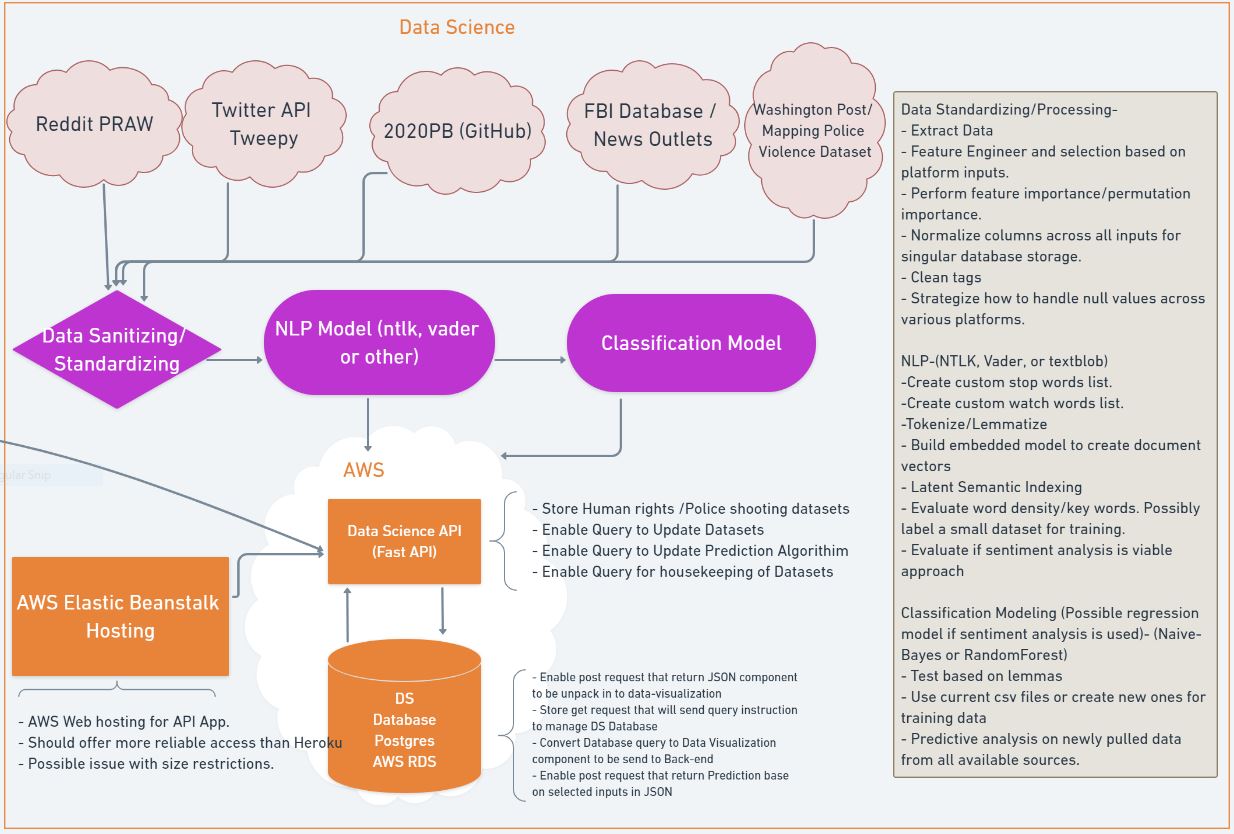 Data Science
Reddit PRAW
Twitter API
Tweepy
2020PB (GitHub)
FBI Database /
News Outlets
Washington Post/
Mapping Police
Violence Dataset
Data Sanitizing/
Standardizing
NLP Model (ntlk, vader
or other)
Classification Model
Data Standardizing/Processing-
- Extract Data
- Feature Engineer and selection based on
platform inputs.
- Perform feature importance/permutation
importance.
- Normalize columns across all inputs for
singular database storage.
- Clean tags
- Strategize how to handle null values across
various platforms.
NLP-(NTLK, Vader, or textblob)
-Create custom stop words list.
-Create custom watch words list.
-Tokenize/Lemmatize
- Build embedded model to create document
vectors
- Latent Semantic Indexing
- Evaluate word density/key words. Possibly
label a small dataset for training.
- Evaluate if sentiment analysis is viable
approach
Classification Modeling (Possible regression
model if sentiment analysis is used)- (Naive-
Bayes or RandomForest)
- Test based on lemmas
- Use current csv files or create new ones for
training data
- Predictive analysis on newly pulled data
from all available sources.
Snip
AWS
Data Science API
(Fast API)
- Store Human rights /Police shooting datasets
- Enable Query to Update Datasets
- Enable Query to Update Prediction Algorithim
- Enable Query for housekeeping of Datasets
AWS Elastic Beanstalk
Hosting
- AWS Web hosting for API App.
- Should offer more reliable access than Heroku
- Possible issue with size restrictions.
DS
Database
Postgres
AWS RDS
- Enable post request that return JSON component
to be unpack in to data-visualization
- Store get request that will send query instruction
to manage DS Database
- Convert Database query to Data Visualization
component to be send to Back-end
- Enable post request that return Prediction base
on selected inputs in JSON